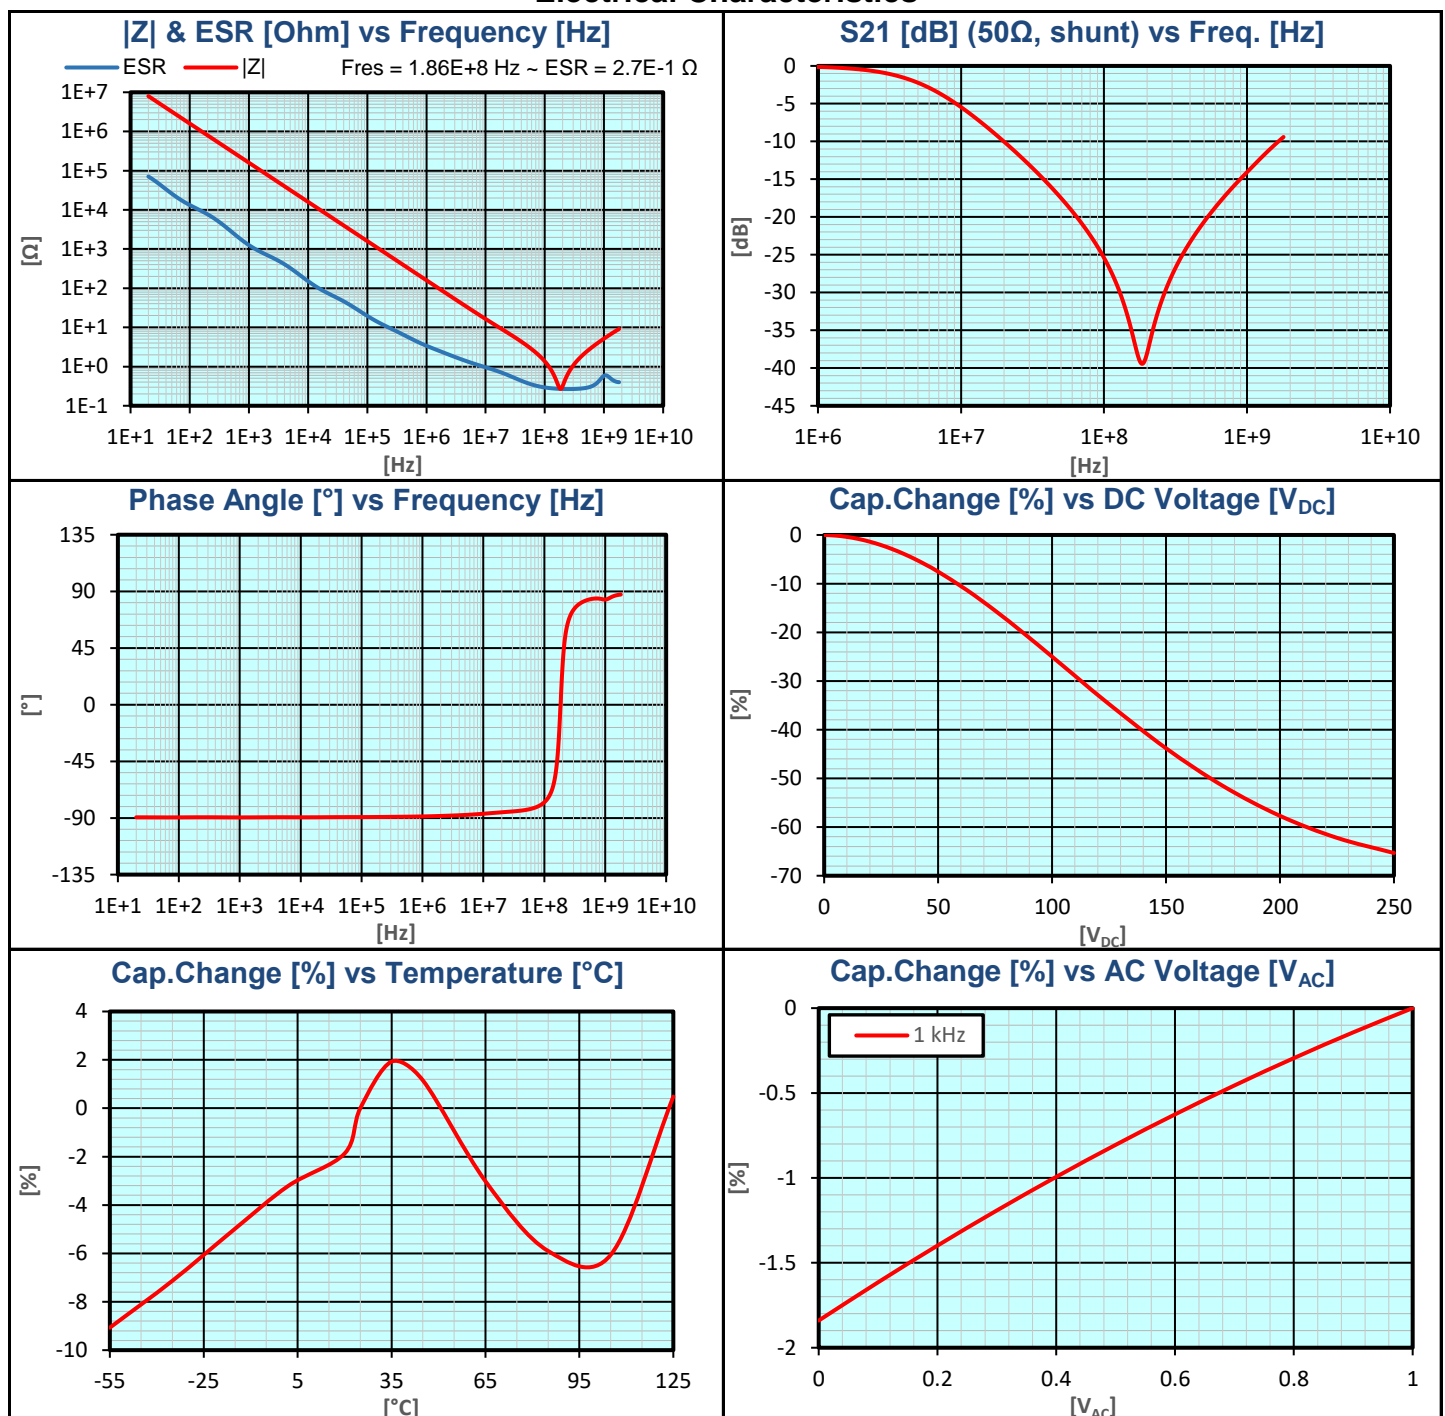 |Z| & ESR [Ohm] vs Frequency [Hz]
ESR |Z| Fres = 1.86E+8 Hz ~ ESR = 2.7E-1 Ω
1E+7
1E+6
1E+5
1E+4
1E+3
1E+2
1E+1
1E+0
1E-1
[Ω]
1E+1 1E+2 1E+3 1E+4 1E+5 1E+6 1E+7 1E+8 1E+9 1E+10
[Hz]
S21 [dB] (50Ω, shunt) vs Freq. [Hz]
0
-5
-10
-15
-20
-25
-30
-35
-40
-45
[dB]
1E+6 1E+7 1E+8 1E+9 1E+10
[Hz]
Phase Angle [°] vs Frequency [Hz]
135
90
45
0
-45
-90
-135
[°]
1E+1 1E+2 1E+3 1E+4 1E+5 1E+6 1E+7 1E+8 1E+9 1E+10
[Hz]
Cap.Change [%] vs DC Voltage [VDC]
0
-10
-20
-30
-40
-50
-60
-70
[%]
0 50 100 150 200 250
[VDC]
Cap.Change [%] vs Temperature [°C]
4
2
0
-2
-4
-6
-8
-10
[%]
-55 -25 5 35 65 95 125
[°C]
Cap.Change [%] vs AC Voltage [VAC]
1 kHz
0
-0.5
-1
-1.5
-2
[%]
0 0.2 0.4 0.6 0.8 1
[VAC]